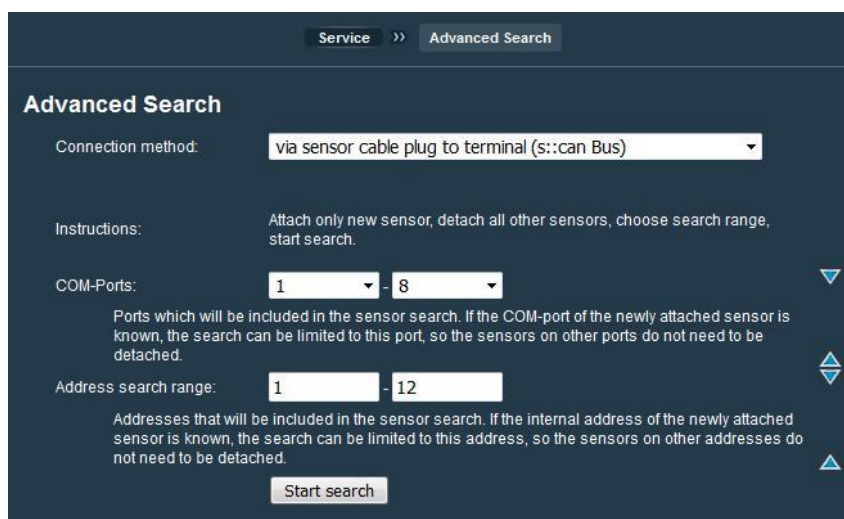 Service >> Advanced Search
Advanced Search
Connection method: via sensor cable plug to terminal (s::can Bus)
Instructions: Attach only new sensor, detach all other sensors, choose search range,
start search.
COM-Ports: 1 - 8
Ports which will be included in the sensor search. If the COM-port of the newly attached sensor is
known, the search can be limited to this port, so the sensors on other ports do not need to be
detached.
Address search range: 1 - 12
Addresses that will be included in the sensor search. If the internal address of the newly attached
sensor is known, the search can be limited to this address, so the sensors on other addresses do
not need to be detached.
Start search